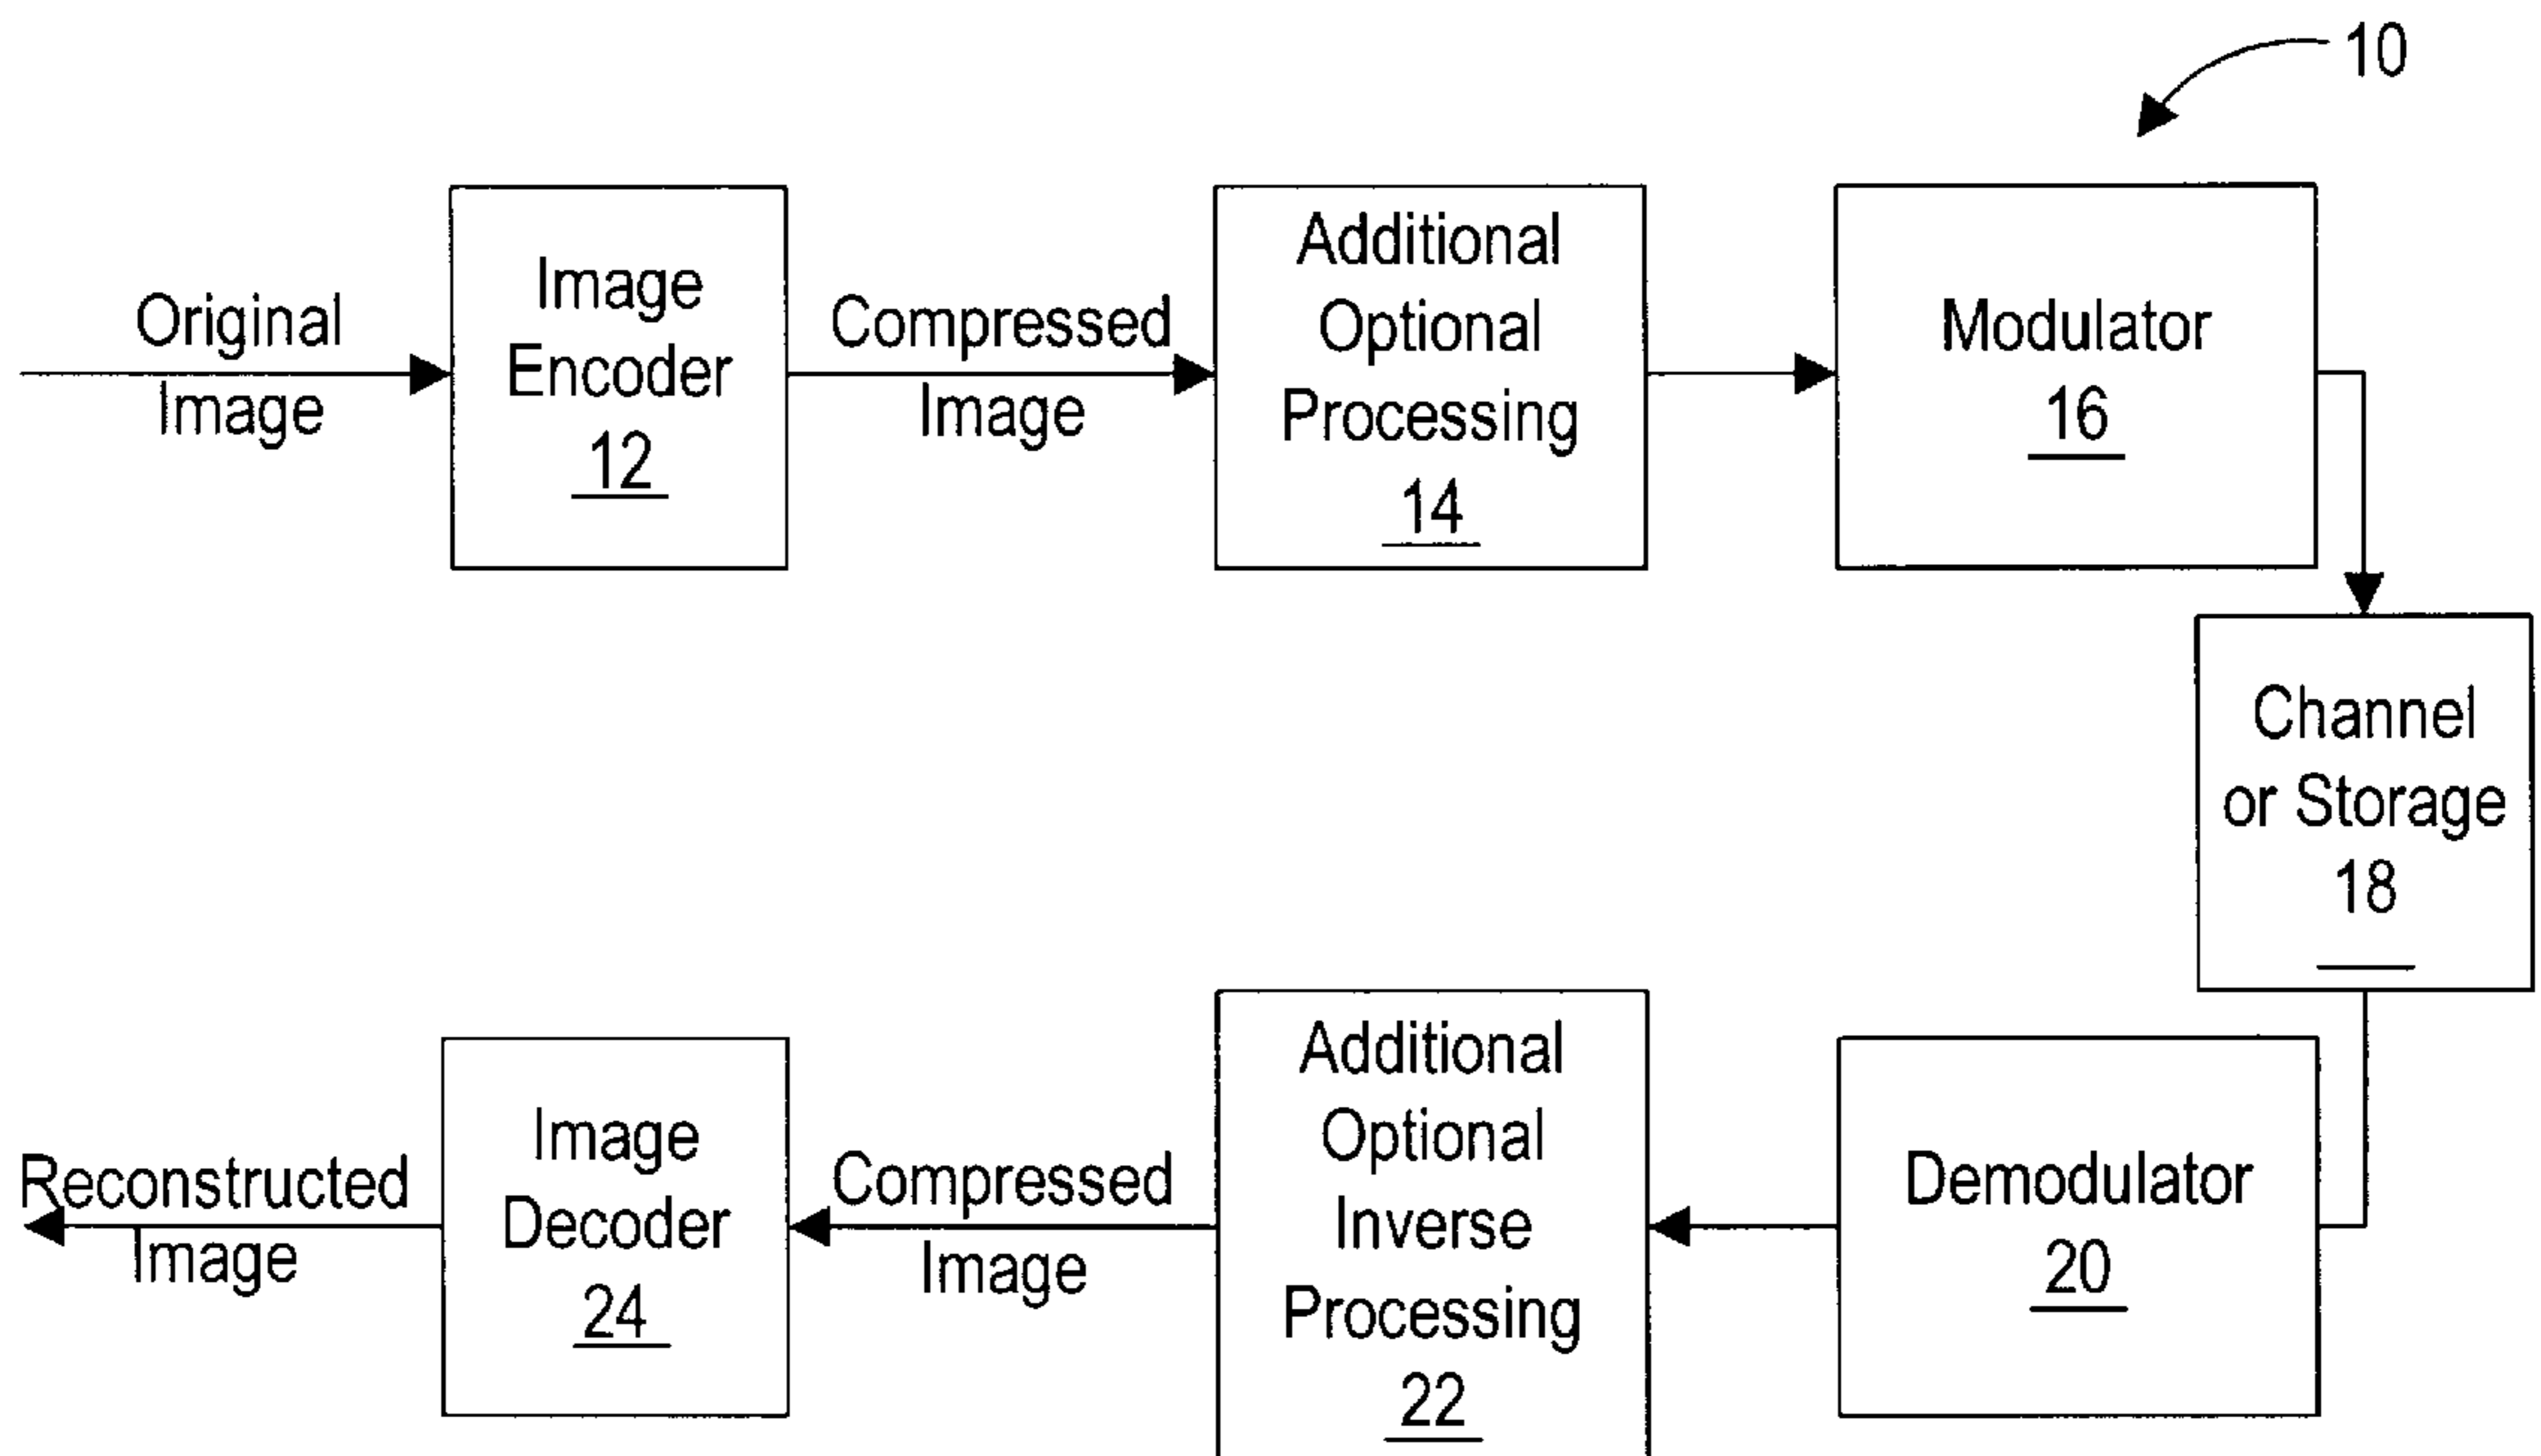 10
Original
Image
Image
Encoder
12
Compressed
Image
Additional
Optional
Processing
14
Modulator
16
Channel
or Storage
18
Demodulator
20
Additional
Optional
Inverse
Processing
22
Compressed
Image
Image
Decoder
24
Reconstructed
Image